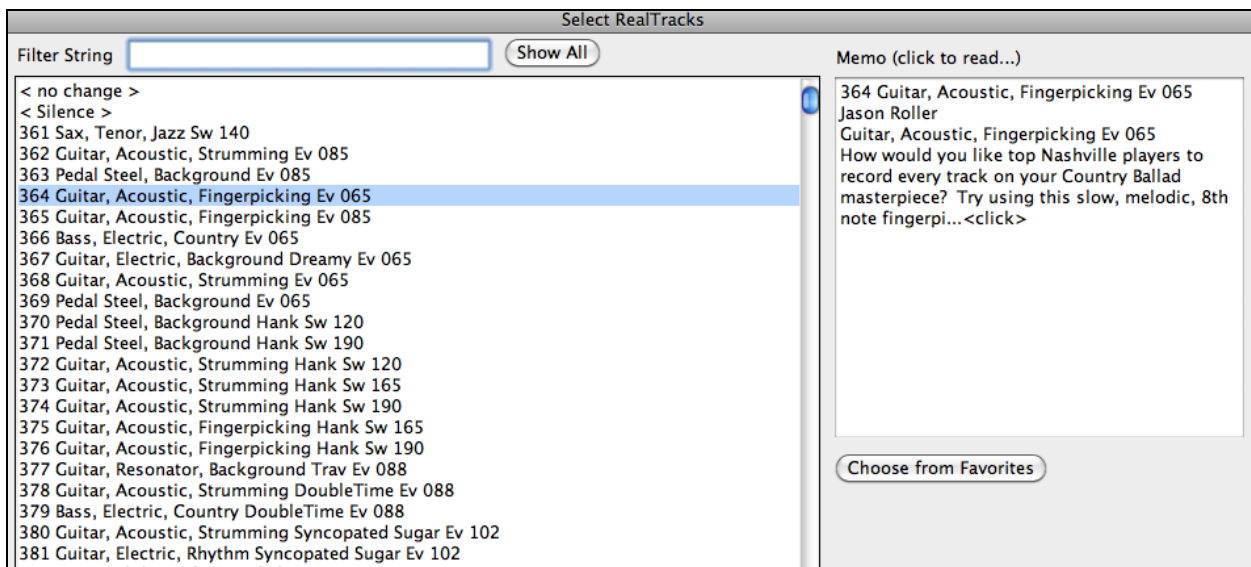 Select RealTracks
Filter String
Show All
< no change >
< Silence >
361 Sax, Tenor, Jazz Sw 140
362 Guitar, Acoustic, Strumming Ev 085
363 Pedal Steel, Background Ev 085
364 Guitar, Acoustic, Fingerpicking Ev 065
365 Guitar, Acoustic, Fingerpicking Ev 085
366 Bass, Electric, Country Ev 065
367 Guitar, Electric, Background Dreamy Ev 065
368 Guitar, Acoustic, Strumming Ev 065
369 Pedal Steel, Background Ev 065
370 Pedal Steel, Background Hank Sw 120
371 Pedal Steel, Background Hank Sw 190
372 Guitar, Acoustic, Strumming Hank Sw 120
373 Guitar, Acoustic, Strumming Hank Sw 165
374 Guitar, Acoustic, Strumming Hank Sw 190
375 Guitar, Acoustic, Fingerpicking Hank Sw 165
376 Guitar, Acoustic, Fingerpicking Hank Sw 190
377 Guitar, Resonator, Background Trav Ev 088
378 Guitar, Acoustic, Strumming DoubleTime Ev 088
379 Bass, Electric, Country DoubleTime Ev 088
380 Guitar, Acoustic, Strumming Syncopated Sugar Ev 102
381 Guitar, Electric, Rhythm Syncopated Sugar Ev 102
Memo (click to read...)
364 Guitar, Acoustic, Fingerpicking Ev 065
Jason Roller
Guitar, Acoustic, Fingerpicking Ev 065
How would you like top Nashville players to
record every track on your Country Ballad
masterpiece?  Try using this slow, melodic, 8th
note fingerpi...<click>
Choose from Favorites